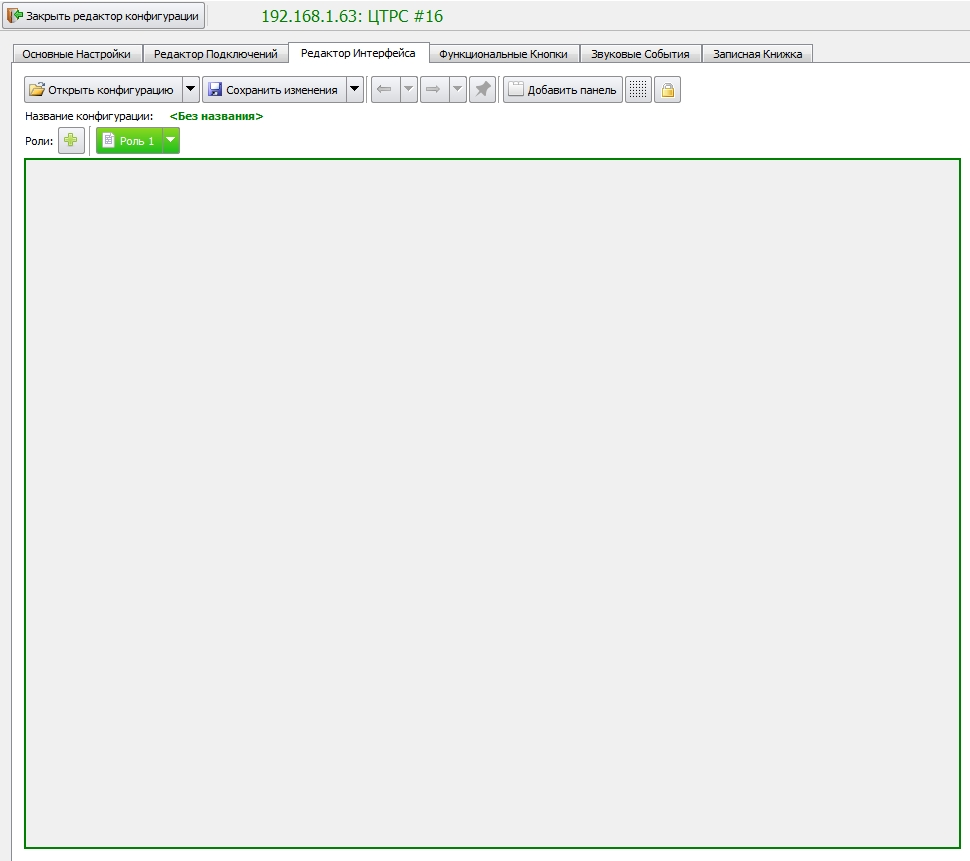 Закрыть редактор конфигурации 192.168.1.63: ЦТРС #16
Основные Настройки Редактор Подключений Редактор Интерфейса Функциональные Кнопки Звуковые События Записная Книжка
Открыть конфигурацию Сохранить изменения Добавить панель
Название конфигурации: <Без названия>
Роли: Роль 1